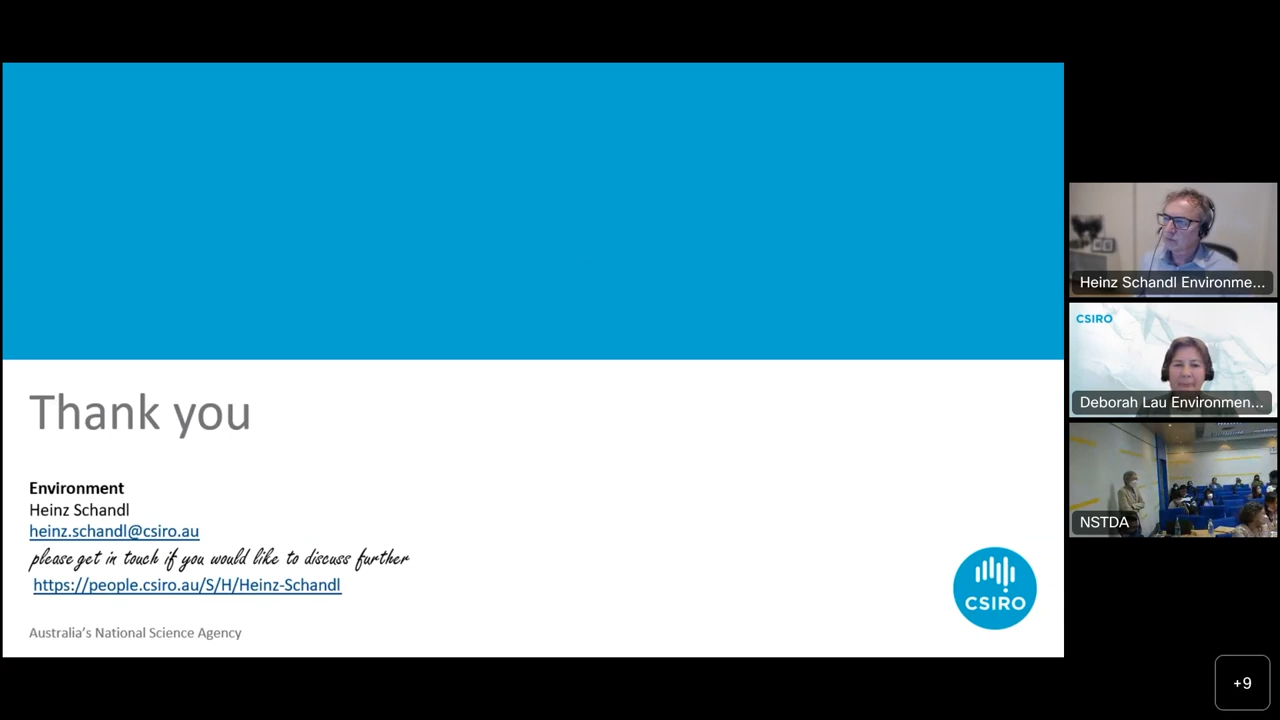 Thank you
Environment
Heinz Schandl
heinz.schandl@csiro.au
please get in touch if you would like to discuss further
https://people.csiro.au/S/H/Heinz-Schandl
Australia's National Science Agency
CSIRO
Heinz Schandl Environme...
CSIRO
Deborah Lau Environmen...
NSTDA
+9